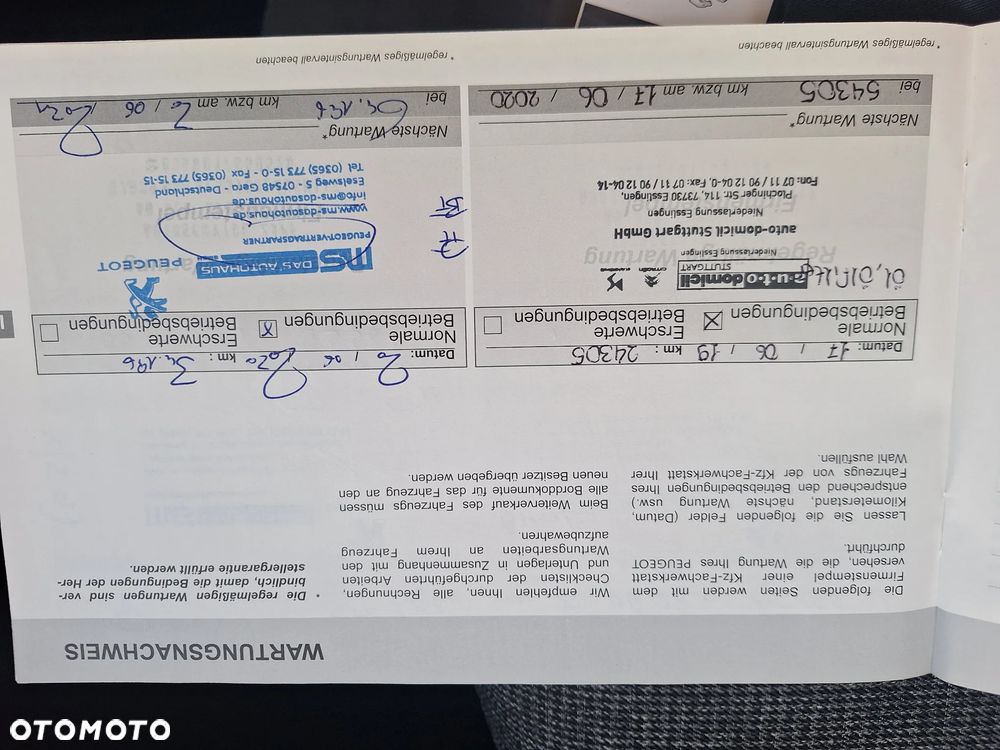 WARTUNGSNACHWEIS
Die folgenden Seiten werden mit dem
Firmenstempel einer Kfz-Fachwerkstatt
versehen, die die Wartung Ihres PEUGEOT
durchführt.
Lassen Sie die folgenden Felder (Datum,
Kilometerstand, nächste Wartung usw.)
entsprechend den Betriebsbedingungen Ihres
Fahrzeugs von der Kfz-Fachwerkstatt Ihrer
Wahl ausfüllen.
Wir empfehlen Ihnen, alle Rechnungen,
Checklisten der durchgeführten Arbeiten
und Unterlagen in Zusammenhang mit den
Wartungsarbeiten an Ihrem Fahrzeug
aufzubewahren.
Beim Weiterverkauf des Fahrzeugs müssen
alle Borddokumente für das Fahrzeug an den
neuen Besitzer übergeben werden.
* Die regelmäßigen Wartungen sind ver-
bindlich, damit die Bedingungen der Her-
stellergarantie erfüllt werden.
Datum: 17 / 06 / 19 km: 24305
Normale
Betriebsbedingungen
Erschwerte
Betriebsbedingungen
a·u·t·o domicil
STUTTGART
Niederlassung Esslingen
auto-domicil Stuttgart GmbH
Niederlassung Esslingen
Plochinger Str. 114, 73730 Esslingen,
Fon: 07 11 / 90 12 04-0, Fax: 07 11 / 90 12 04-14
Nächste Wartung*
bei 54305 km bzw. am 17 / 06 / 2020
* regelmäßiges Wartungsintervall beachten
Datum: 20 / 06 / 2020 km:
Normale
Betriebsbedingungen
Erschwerte
Betriebsbedingungen
ms DAS AUTOHAUS
PEUGEOT
PEUGEOT-VERTRAGSPARTNER
www.ms-dasautohaus.de
info@ms-dasautohaus.de
Eselsweg 5 - 07548 Gera - Deutschland
Tel (0365) 773 15-0 - Fax (0365) 773 15-15
Nächste Wartung*
bei km bzw. am 20 / 06 / 2021
* regelmäßiges Wartungsintervall beachten
OTOMOTO